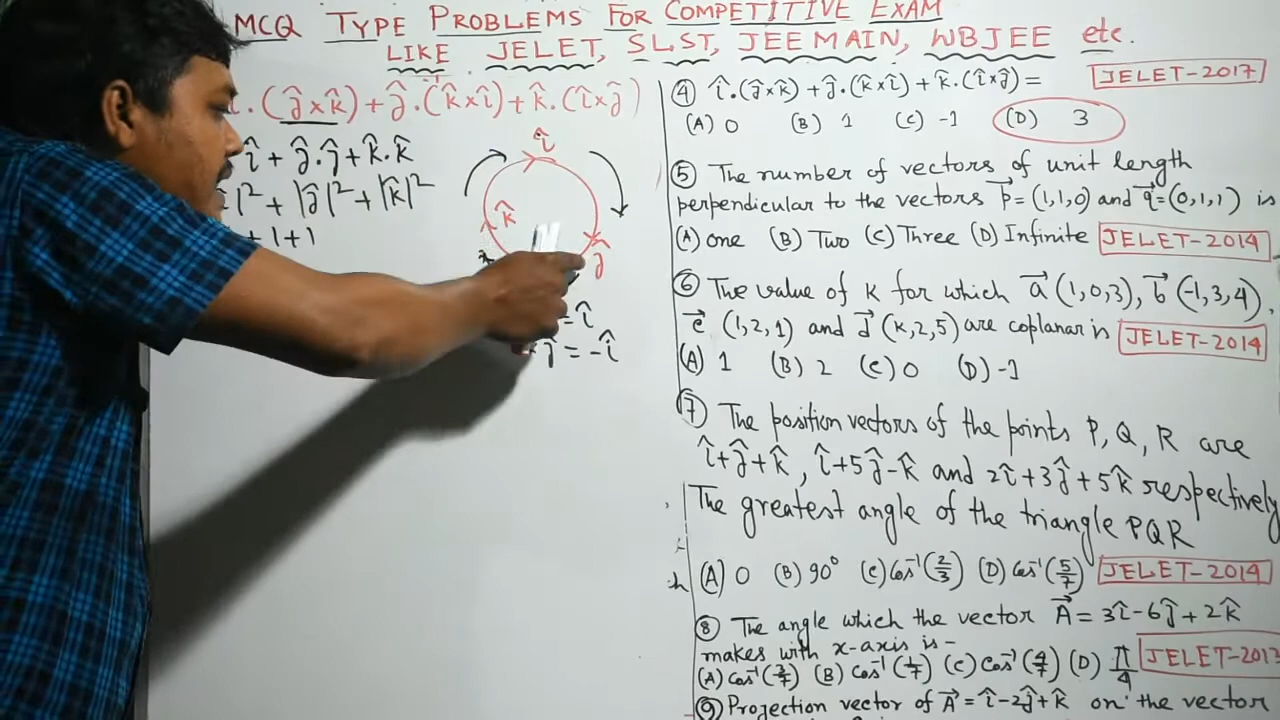 MCQ TYPE PROBLEMS FOR COMPETITIVE EXAM
LIKE JELET, SLST, JEE MAIN, WBJEE etc.
.(ĵ×k̂)+ĵ.(k̂×î)+k̂.(î×ĵ)
î+ĵ.ĵ+k̂.k̂
|²+|ĵ|²+|k̂|²
+1+1
î
k̂
ĵ
=î
ĵ=-î
④ î.(ĵ×k̂)+ĵ.(k̂×î)+k̂.(î×ĵ)= JELET-2017
(A) 0 (B) 1 (C) -1 (D) 3
⑤ The number of vectors of unit length
perpendicular to the vectors p⃗=(1,1,0) and q⃗=(0,1,1) is
(A) one (B) Two (C) Three (D) Infinite JELET-2014
⑥ The value of K for which a⃗(1,0,3), b⃗(-1,3,4),
c⃗ (1,2,1) and d⃗(K,2,5) are coplanar is JELET-2014
(A) 1 (B) 2 (C) 0 (D) -1
⑦ The position vectors of the points P, Q, R are
î+ĵ+k̂, î+5ĵ-k̂ and 2î+3ĵ+5k̂ respectively
The greatest angle of the triangle PQR
(A) 0 (B) 90° (C) cos⁻¹(2/3) (D) cos⁻¹(5/7) JELET-2014
⑧ The angle which the vector A⃗=3î-6ĵ+2k̂
makes with x-axis is-
(A) cos⁻¹(3/7) (B) cos⁻¹(1/7) (C) cos⁻¹(4/7) (D) π/4 JELET-2013
⑨ Projection vector of A⃗=î-2ĵ+k̂ on the vector